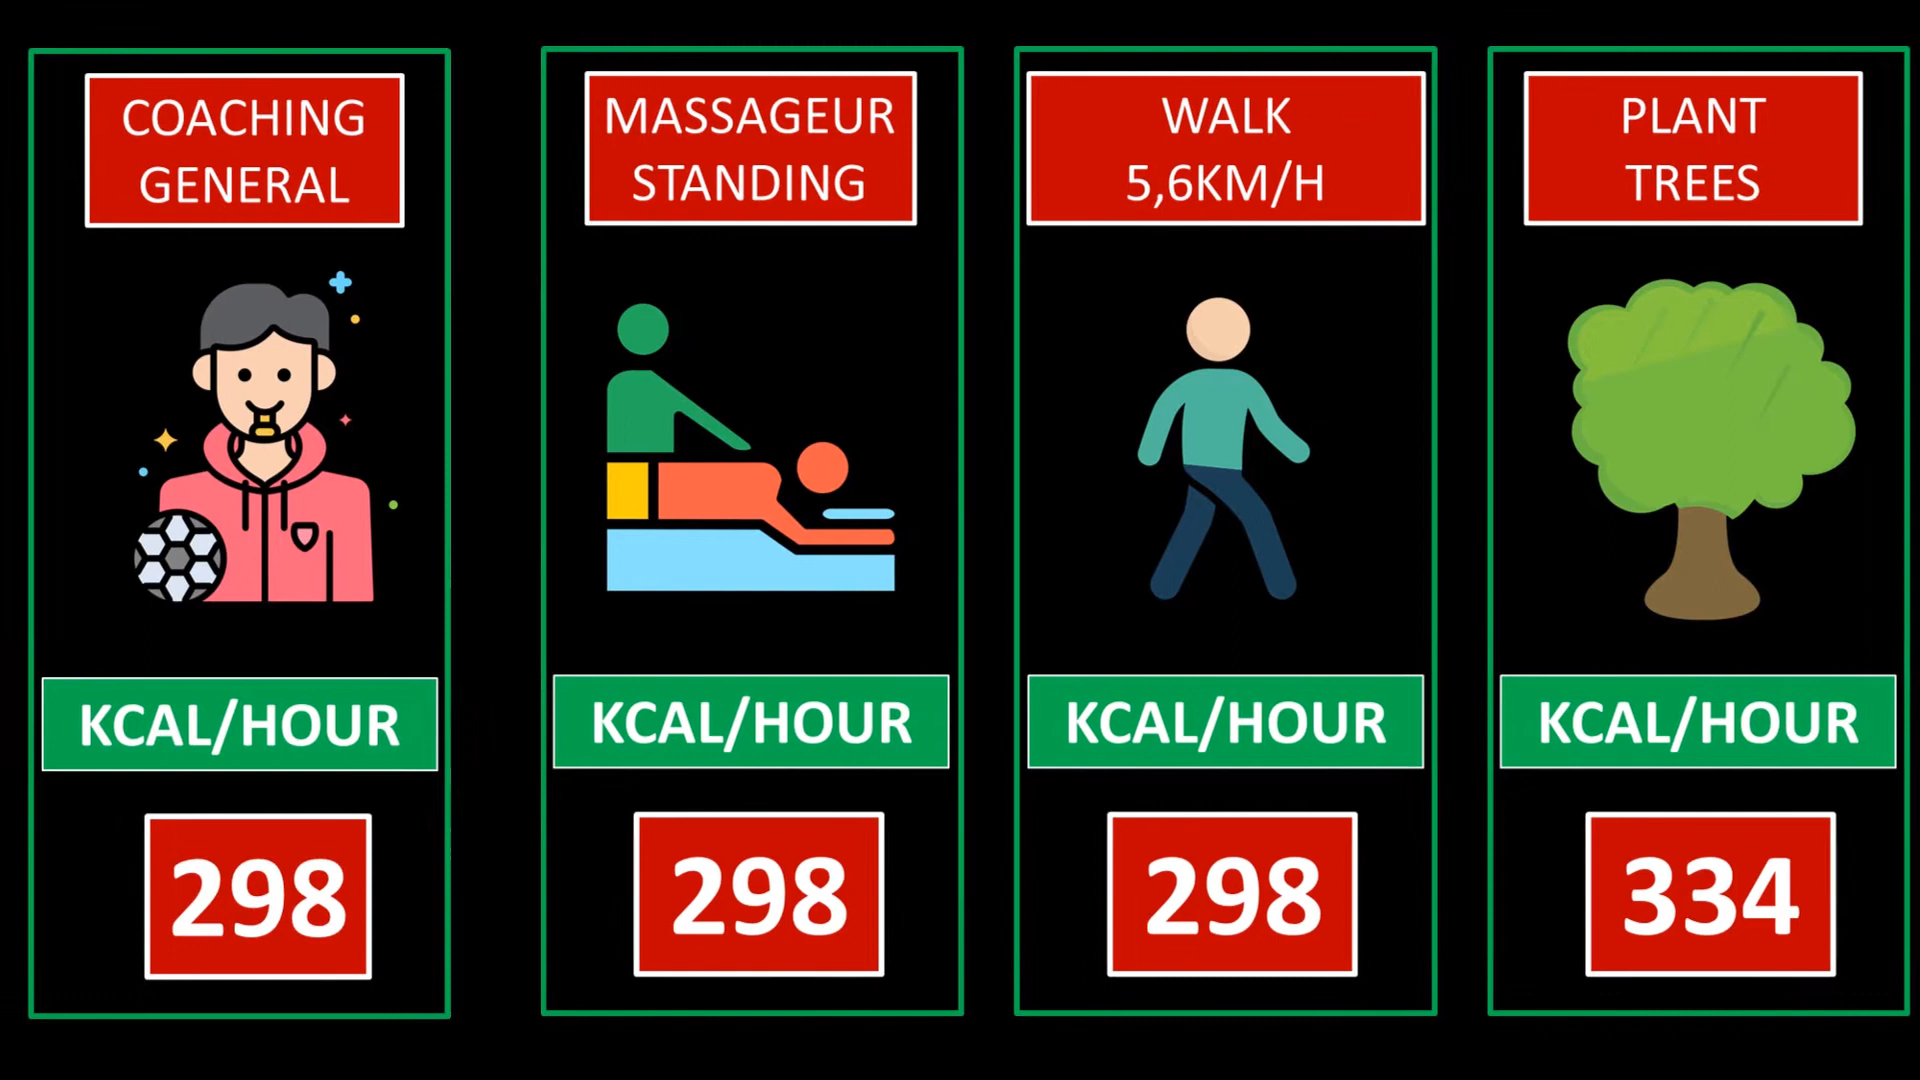 COACHING
GENERAL
KCAL/HOUR
298
MASSAGEUR
STANDING
KCAL/HOUR
298
WALK
5,6KM/H
KCAL/HOUR
298
PLANT
TREES
KCAL/HOUR
334